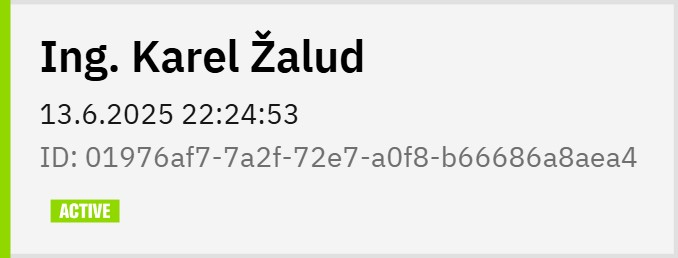 Ing. Karel Žalud
13.6.2025 22:24:53
ID: 01976af7-7a2f-72e7-a0f8-b66686a8aea4
ACTIVE